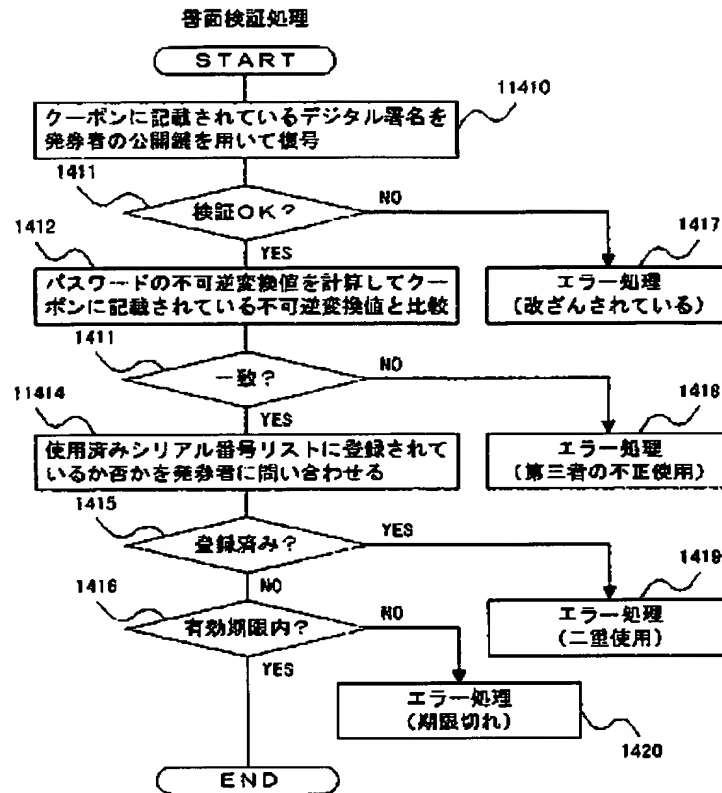 書面検証処理
START
11410
クーポンに記載されているデジタル署名を
発券者の公開鍵を用いて復号
1411
検証OK?
NO
YES
1412
パスワードの不可逆変換値を計算してクー
ポンに記載されている不可逆変換値と比較
1417
エラー処理
(改ざんされている)
1411
一致?
NO
YES
11414
使用済みシリアル番号リストに登録されて
いるか否かを発券者に問い合わせる
1418
エラー処理
(第三者の不正使用)
1415
登録済み?
YES
NO
1419
エラー処理
(二重使用)
1416
有効期限内?
NO
YES
エラー処理
(期限切れ)
1420
END